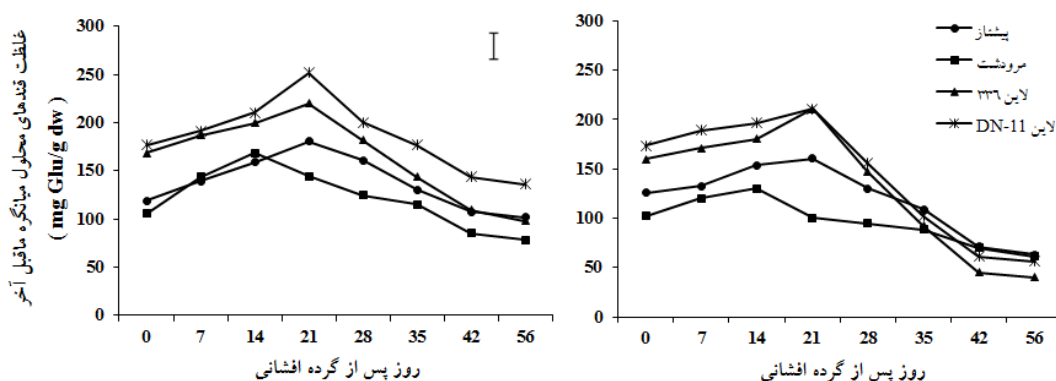 غلظت قندهای محلول میانگره ماقبل آخر
( mg Glu/g dw )
300
250
200
150
100
50
0
0 7 14 21 28 35 42 56
روز پس از گرده افشانی
300
250
200
150
100
50
0
0 7 14 21 28 35 42 56
روز پس از گرده افشانی
پیشتاز
مرودشت
لاین ۳۳٦
لاین DN-11